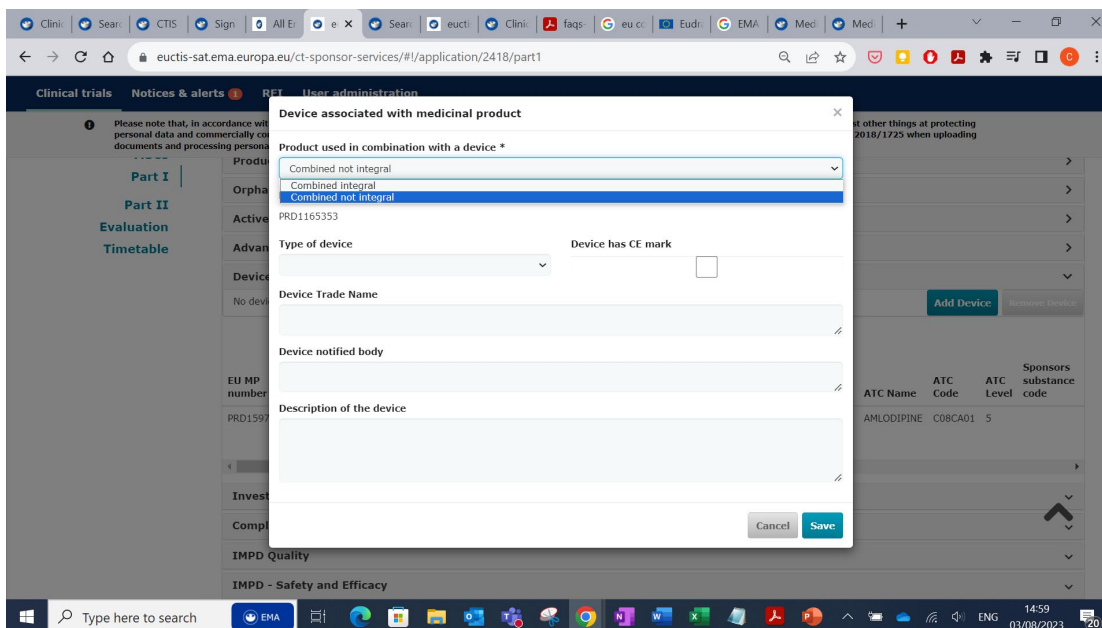 Clinic
Searc
CTIS
Sign
All E
e
Searc
eucti
Clinic
faqs-
eu cc
Eudra
EMA
Med
Med
euctis-sat.ema.europa.eu/ct-sponsor-services/#!/application/2418/part1
C
Clinical trials Notices & alerts 1 RFI User administration
Please note that, in accordance wit
personal data and commercially co
documents and processing persona
st other things at protecting
2018/1725 when uploading
Part I
Part II
Evaluation
Timetable
Produ
Orpha
Active
Advan
Device
No devi
Add Device
Remove Device
Device associated with medicinal product
Product used in combination with a device *
Combined not integral
Combined integral
Combined not integral
PRD1165353
Type of device
Device has CE mark
Device Trade Name
Device notified body
Description of the device
Cancel
Save
EU MP
number
ATC Name
ATC
Code
ATC
Level
Sponsors
substance
code
PRD1597
AMLODIPINE C08CA01 5
Invest
Compl
IMPD Quality
IMPD - Safety and Efficacy
Type here to search
EMA
ENG
14:59
03/08/2023
20